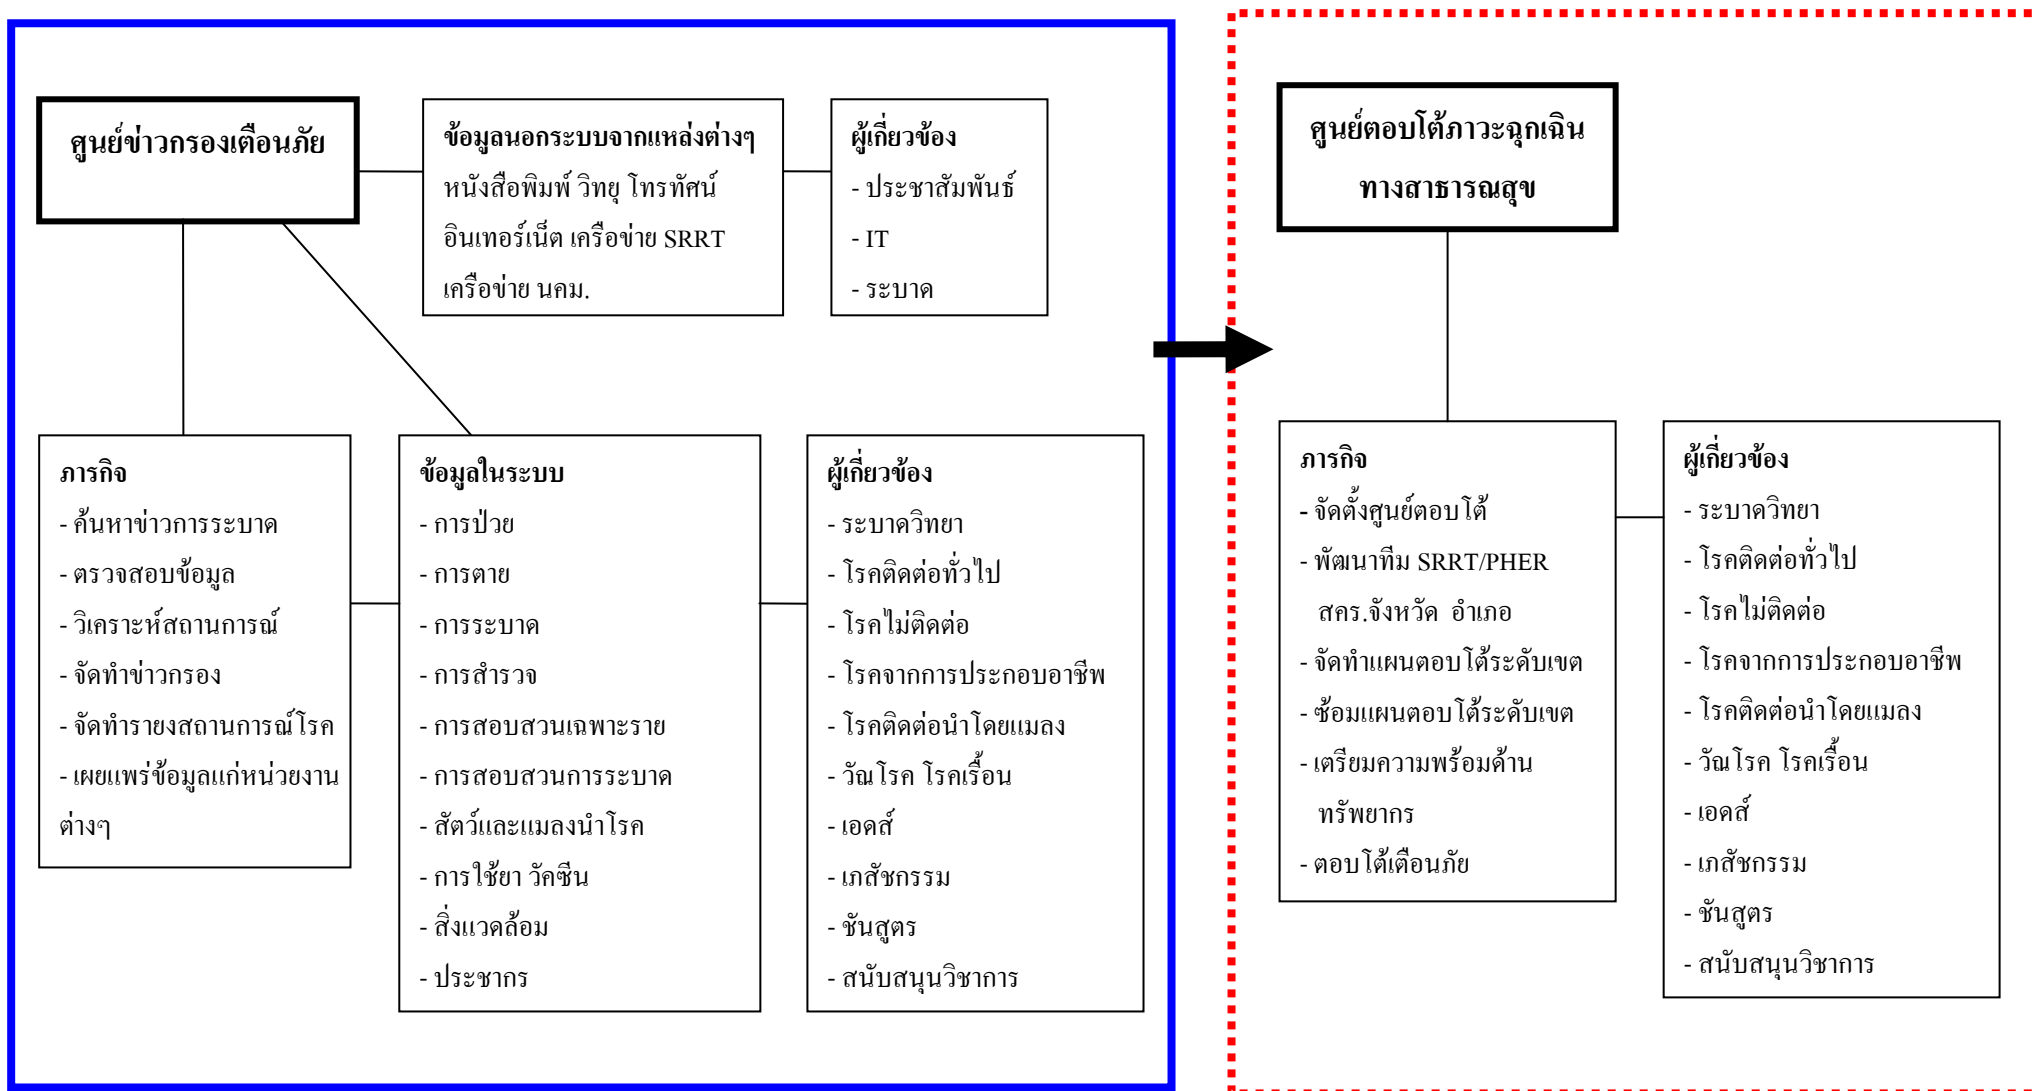 ศูนย์ข่าวกรองเตือนภัย
ข้อมูลนอกระบบจากแหล่งต่างๆ
หนังสือพิมพ์ วิทยุ โทรทัศน์
อินเทอร์เน็ต เครือข่าย SRRT
เครือข่าย นคม.
ผู้เกี่ยวข้อง
- ประชาสัมพันธ์
- IT
- ระบาด
ภารกิจ
- ค้นหาข่าวการระบาด
- ตรวจสอบข้อมูล
- วิเคราะห์สถานการณ์
- จัดทำข่าวกรอง
- จัดทำรายงสถานการณ์โรค
- เผยแพร่ข้อมูลแก่หน่วยงาน
ต่างๆ
ข้อมูลในระบบ
- การป่วย
- การตาย
- การระบาด
- การสำรวจ
- การสอบสวนเฉพาะราย
- การสอบสวนการระบาด
- สัตว์และแมลงนำโรค
- การใช้ยา วัคซีน
- สิ่งแวดล้อม
- ประชากร
ผู้เกี่ยวข้อง
- ระบาดวิทยา
- โรคติดต่อทั่วไป
- โรคไม่ติดต่อ
- โรคจากการประกอบอาชีพ
- โรคติดต่อนำโดยแมลง
- วัณโรค โรคเรื้อน
- เอดส์
- เภสัชกรรม
- ชันสูตร
- สนับสนุนวิชาการ
ศูนย์ตอบโต้ภาวะฉุกเฉิน
ทางสาธารณสุข
ภารกิจ
- จัดตั้งศูนย์ตอบโต้
- พัฒนาทีม SRRT/PHER
สคร.จังหวัด อำเภอ
- จัดทำแผนตอบโต้ระดับเขต
- ซ้อมแผนตอบโต้ระดับเขต
- เตรียมความพร้อมด้าน
ทรัพยากร
- ตอบโต้เตือนภัย
ผู้เกี่ยวข้อง
- ระบาดวิทยา
- โรคติดต่อทั่วไป
- โรคไม่ติดต่อ
- โรคจากการประกอบอาชีพ
- โรคติดต่อนำโดยแมลง
- วัณโรค โรคเรื้อน
- เอดส์
- เภสัชกรรม
- ชันสูตร
- สนับสนุนวิชาการ